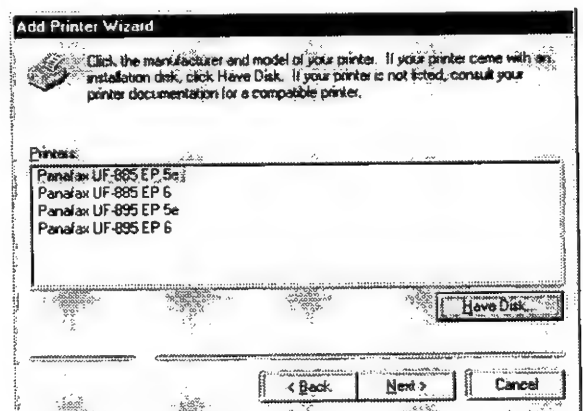 Add Printer Wizard
Click the manufacturer and model of your printer. If your printer came with an
installation disk, click Have Disk. If your printer is not listed, consult your
printer documentation for a compatible printer.
Printers:
Panafax UF-885 EP 5e
Panafax UF-885 EP 6
Panafax UF-895 EP 5e
Panafax UF-895 EP 6
Have Disk...
< Back
Next >
Cancel